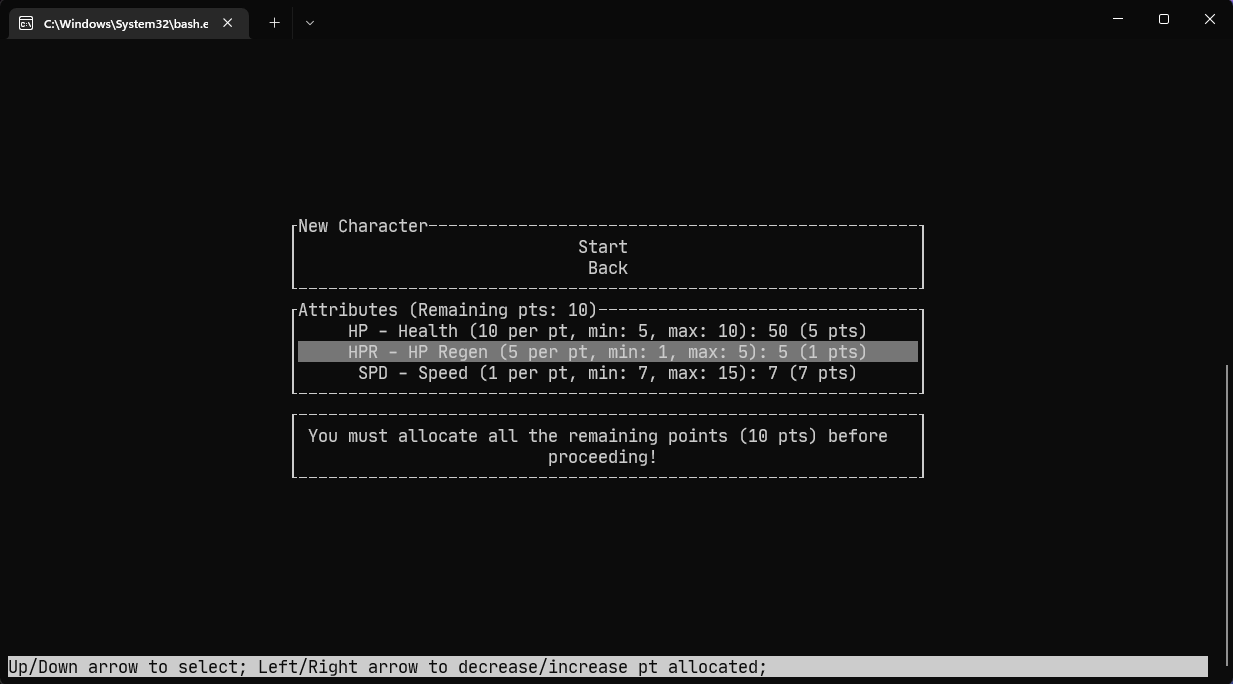 C:\Windows\System32\bash.e
New Character
Start
Back
Attributes (Remaining pts: 10)
HP - Health (10 per pt, min: 5, max: 10): 50 (5 pts)
HPR - HP Regen (5 per pt, min: 1, max: 5): 5 (1 pts)
SPD - Speed (1 per pt, min: 7, max: 15): 7 (7 pts)
You must allocate all the remaining points (10 pts) before
proceeding!
Up/Down arrow to select; Left/Right arrow to decrease/increase pt allocated;